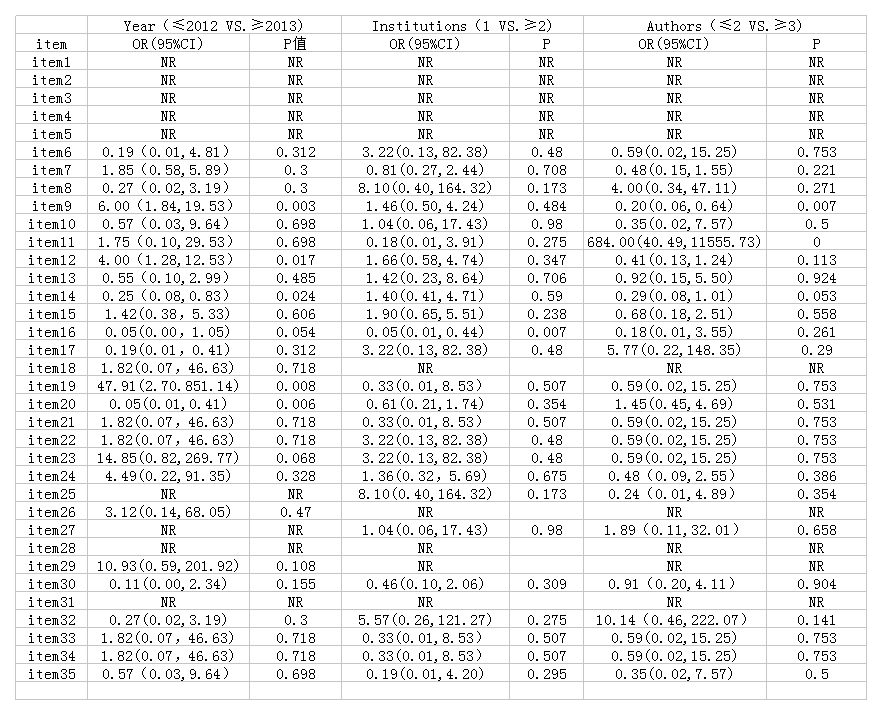 Year（≤2012 VS.≥2013） Institutions（1 VS.≥2） Authors（≤2 VS.≥3）
item OR(95%CI) P值 OR(95%CI) P OR(95%CI) P
item1 NR NR NR NR NR NR
item2 NR NR NR NR NR NR
item3 NR NR NR NR NR NR
item4 NR NR NR NR NR NR
item5 NR NR NR NR NR NR
item6 0.19（0.01,4.81） 0.312 3.22(0.13,82.38) 0.48 0.59(0.02,15.25) 0.753
item7 1.85（0.58,5.89） 0.3 0.81(0.27,2.44) 0.708 0.48(0.15,1.55) 0.221
item8 0.27（0.02,3.19） 0.3 8.10(0.40,164.32) 0.173 4.00(0.34,47.11) 0.271
item9 6.00（1.84,19.53） 0.003 1.46(0.50,4.24) 0.484 0.20(0.06,0.64) 0.007
item10 0.57（0.03,9.64） 0.698 1.04(0.06,17.43) 0.98 0.35(0.02,7.57) 0.5
item11 1.75（0.10,29.53） 0.698 0.18(0.01,3.91) 0.275 684.00(40.49,11555.73) 0
item12 4.00（1.28,12.53） 0.017 1.66(0.58,4.74) 0.347 0.41(0.13,1.24) 0.113
item13 0.55（0.10,2.99） 0.485 1.42(0.23,8.64) 0.706 0.92(0.15,5.50) 0.924
item14 0.25（0.08,0.83） 0.024 1.40(0.41,4.71) 0.59 0.29(0.08,1.01) 0.053
item15 1.42(0.38，5.33) 0.606 1.90(0.65,5.51) 0.238 0.68(0.18,2.51) 0.558
item16 0.05(0.00，1.05) 0.054 0.05(0.01,0.44) 0.007 0.18(0.01,3.55) 0.261
item17 0.19(0.01，0.41) 0.312 3.22(0.13,82.38) 0.48 5.77(0.22,148.35) 0.29
item18 1.82(0.07，46.63) 0.718 NR NR NR
item19 47.91(2.70.851.14) 0.008 0.33(0.01,8.53) 0.507 0.59(0.02,15.25) 0.753
item20 0.05(0.01,0.41) 0.006 0.61(0.21,1.74) 0.354 1.45(0.45,4.69) 0.531
item21 1.82(0.07，46.63) 0.718 0.33(0.01,8.53) 0.507 0.59(0.02,15.25) 0.753
item22 1.82(0.07，46.63) 0.718 3.22(0.13,82.38) 0.48 0.59(0.02,15.25) 0.753
item23 14.85(0.82,269.77) 0.068 3.22(0.13,82.38) 0.48 0.59(0.02,15.25) 0.753
item24 4.49(0.22,91.35) 0.328 1.36(0.32，5.69) 0.675 0.48（0.09,2.55） 0.386
item25 NR NR 8.10(0.40,164.32) 0.173 0.24（0.01,4.89） 0.354
item26 3.12(0.14,68.05) 0.47 NR NR NR
item27 NR NR 1.04(0.06,17.43) 0.98 1.89（0.11,32.01） 0.658
item28 NR NR NR NR NR
item29 10.93(0.59,201.92) 0.108 NR NR NR
item30 0.11(0.00,2.34) 0.155 0.46(0.10,2.06) 0.309 0.91（0.20,4.11） 0.904
item31 NR NR NR NR NR
item32 0.27(0.02,3.19) 0.3 5.57(0.26,121.27) 0.275 10.14（0.46,222.07） 0.141
item33 1.82(0.07，46.63) 0.718 0.33(0.01,8.53) 0.507 0.59(0.02,15.25) 0.753
item34 1.82(0.07，46.63) 0.718 0.33(0.01,8.53) 0.507 0.59(0.02,15.25) 0.753
item35 0.57（0.03,9.64） 0.698 0.19(0.01,4.20) 0.295 0.35(0.02,7.57) 0.5